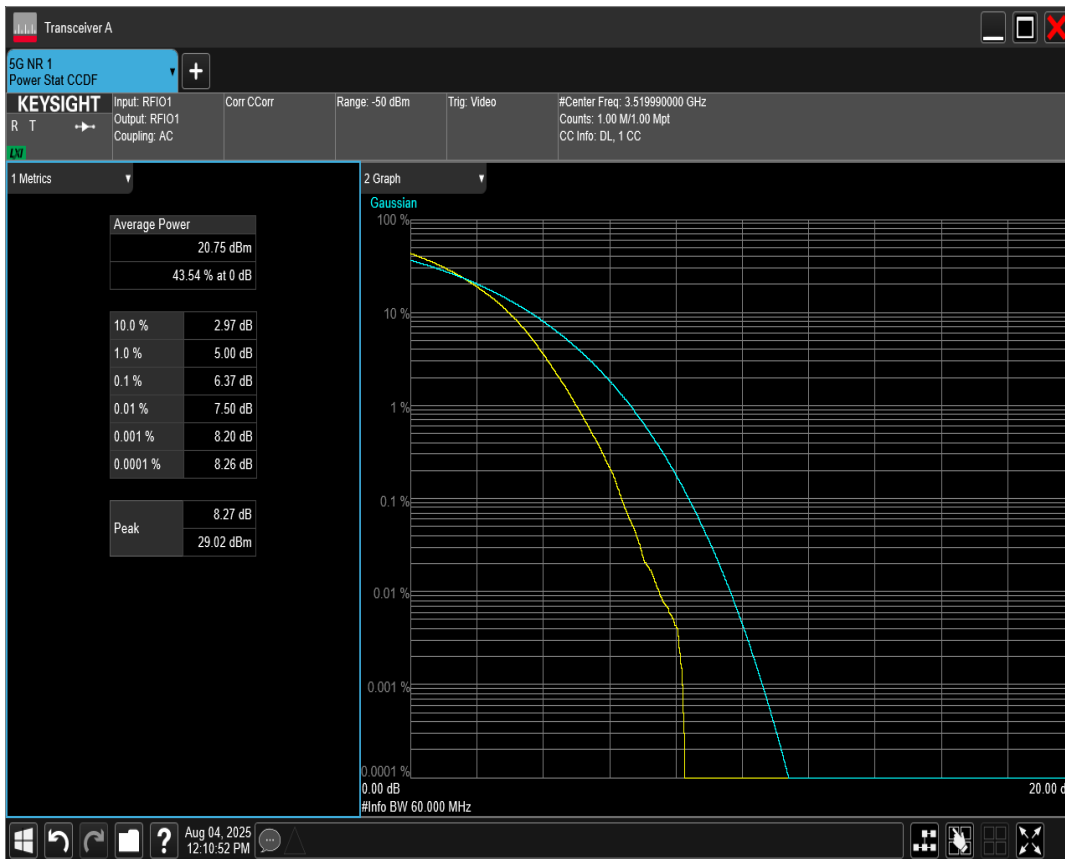 Transceiver A
5G NR 1
Power Stat CCDF
KEYSIGHT
R T
LXI
Input: RFIO1
Output: RFIO1
Coupling: AC
Corr CCorr
Range: -50 dBm
Trig: Video
#Center Freq: 3.519990000 GHz
Counts: 1.00 M/1.00 Mpt
CC Info: DL, 1 CC
1 Metrics
Average Power
20.75 dBm
43.54 % at 0 dB
10.0 % 2.97 dB
1.0 % 5.00 dB
0.1 % 6.37 dB
0.01 % 7.50 dB
0.001 % 8.20 dB
0.0001 % 8.26 dB
Peak 8.27 dB
29.02 dBm
2 Graph
Gaussian
100 %
10 %
1 %
0.1 %
0.01 %
0.001 %
0.0001 %
0.00 dB 20.00 d
#Info BW 60.000 MHz
Aug 04, 2025
12:10:52 PM